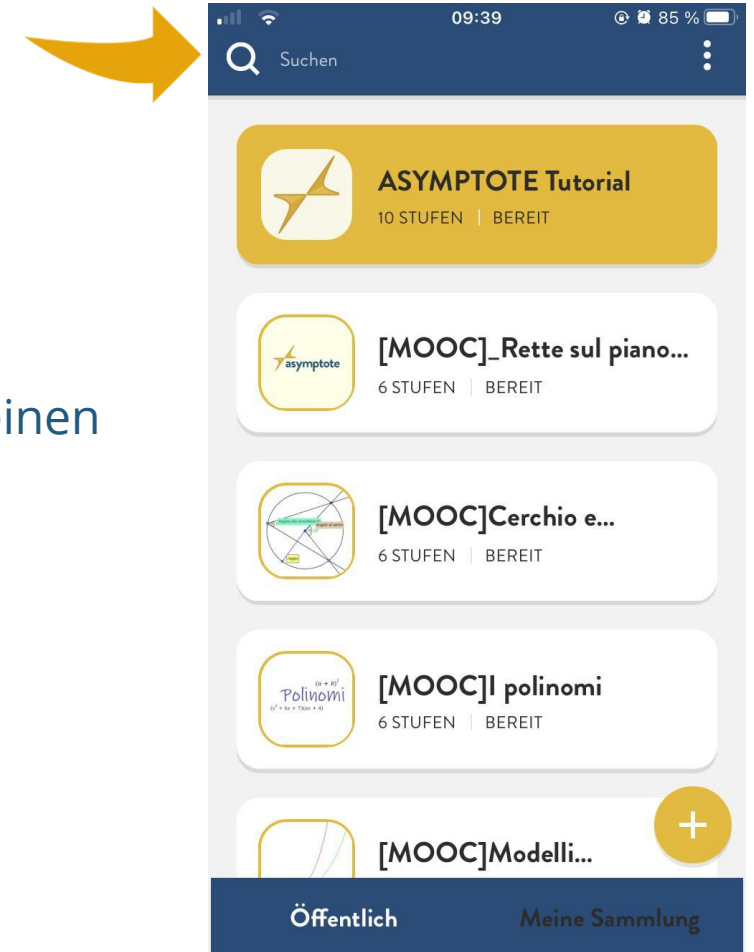 09:39
85 %
Suchen
ASYMPTOTE Tutorial
10 STUFEN | BEREIT
asymptote
[MOOC]_Rette sul piano...
6 STUFEN | BEREIT
inen
[MOOC]Cerchio e...
6 STUFEN | BEREIT
(a + b)²
Polinomi
[MOOC]I polinomi
6 STUFEN | BEREIT
[MOOC]Modelli...
+
Öffentlich
Meine Sammlung